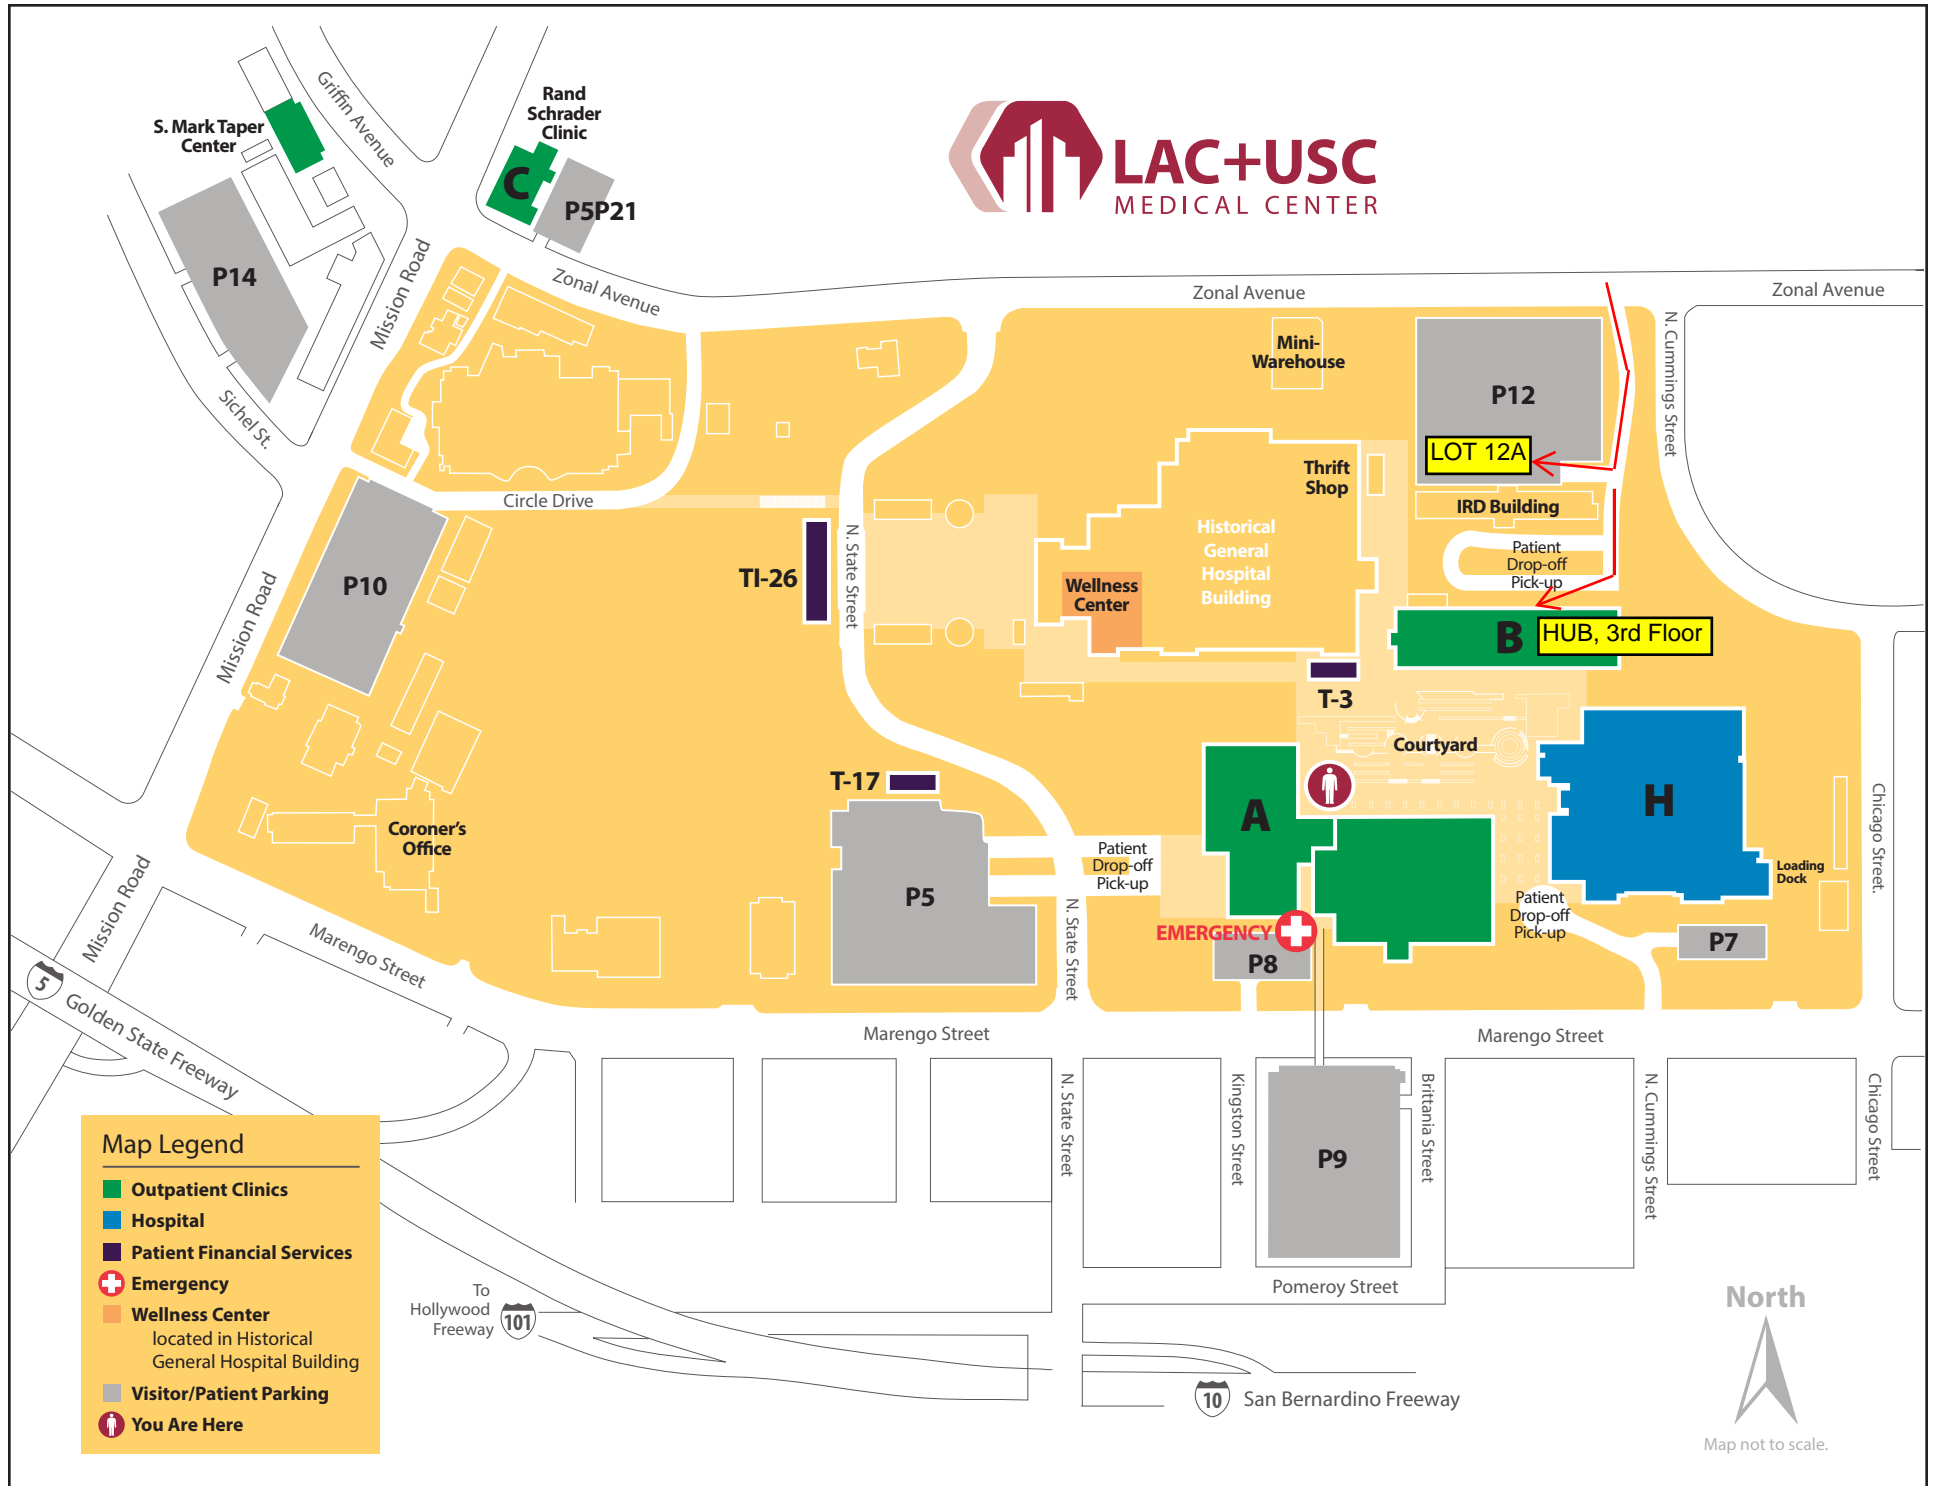 Griffin Avenue
S. Mark Taper
Center
Rand
Schrader
Clinic
C
P5P21
LAC+USC
MEDICAL CENTER
P14
Mission Road
Zonal Avenue
Zonal Avenue
Zonal Avenue
Sichel St.
Mini-
Warehouse
N. Cummings Street
P12
LOT 12A
Thrift
Shop
IRD Building
Circle Drive
Patient
Drop-off
Pick-up
Historical
General
Hospital
Building
N. State Street
TI-26
P10
Wellness
Center
Mission Road
B
HUB, 3rd Floor
T-3
Courtyard
T-17
A
H
Chicago Street.
Coroner's
Office
Patient
Drop-off
Pick-up
Loading
Dock
P5
Patient
Drop-off
Pick-up
N. State Street
EMERGENCY
P8
P7
Mission Road
Marengo Street
5
Golden State Freeway
Marengo Street
Marengo Street
N. State Street
Kingston Street
P9
Brittania Street
N. Cummings Street
Chicago Street
Pomeroy Street
Map Legend
Outpatient Clinics
Hospital
Patient Financial Services
Emergency
Wellness Center
located in Historical
General Hospital Building
Visitor/Patient Parking
You Are Here
To
Hollywood
Freeway
101
10
San Bernardino Freeway
North
Map not to scale.